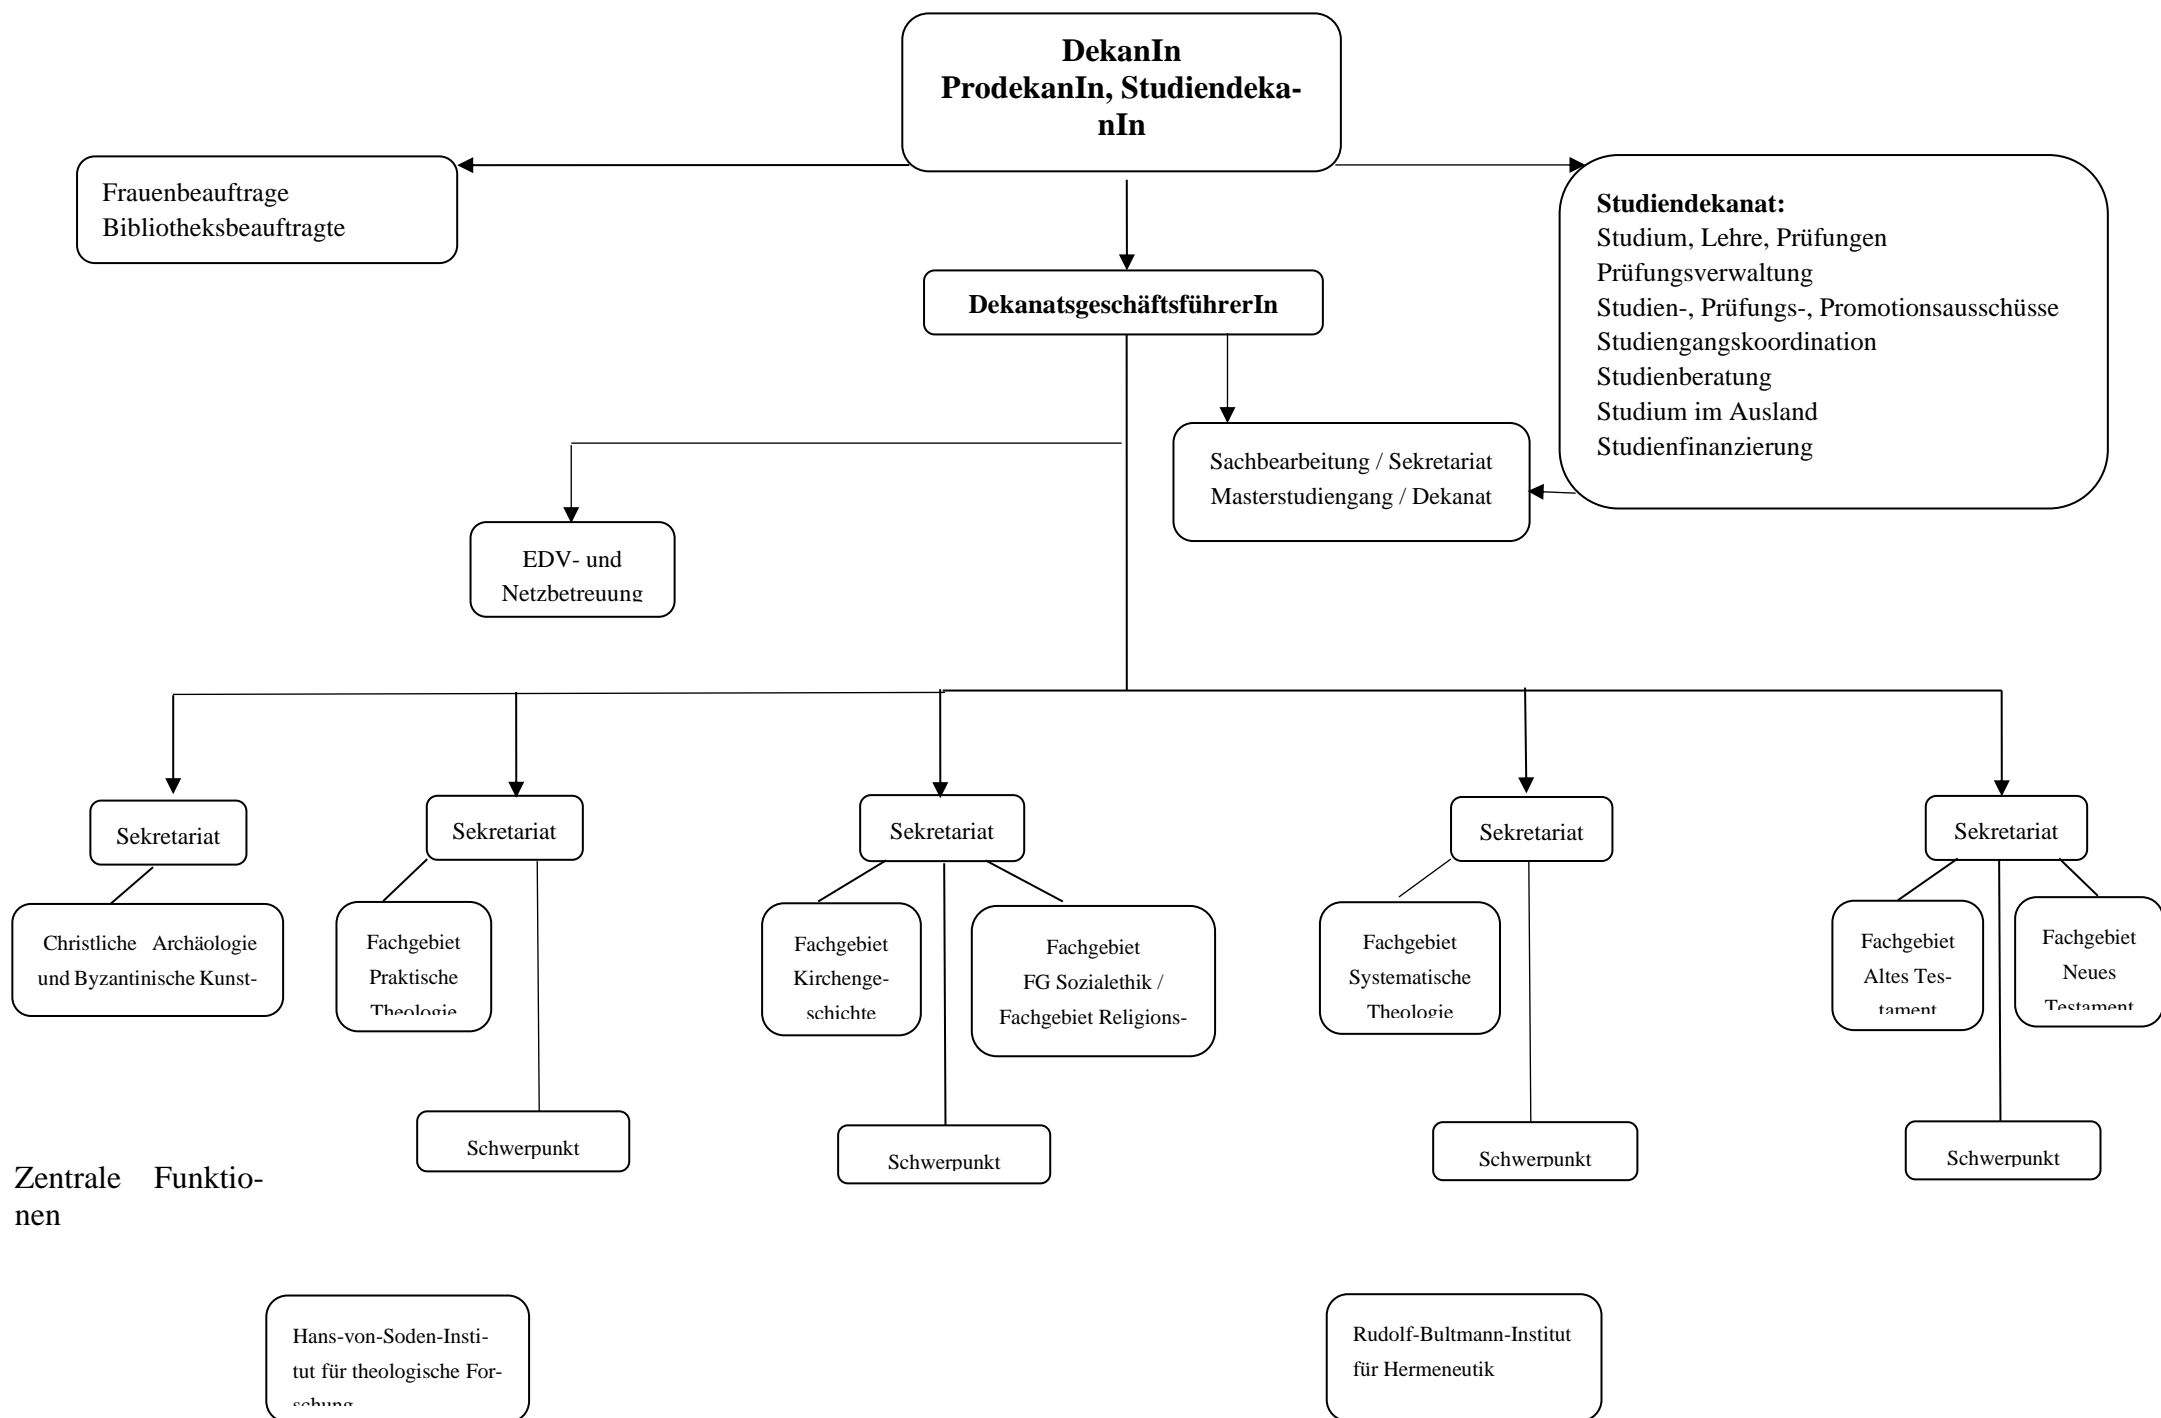 DekanIn
ProdekanIn, Studiendeka-
nIn
Frauenbeauftrage
Bibliotheksbeauftragte
Studiendekanat:
Studium, Lehre, Prüfungen
Prüfungsverwaltung
Studien-, Prüfungs-, Promotionsausschüsse
Studiengangskoordination
Studienberatung
Studium im Ausland
Studienfinanzierung
DekanatsgeschäftsführerIn
Sachbearbeitung / Sekretariat
Masterstudiengang / Dekanat
EDV- und
Netzbetreuung
Sekretariat
Sekretariat
Sekretariat
Sekretariat
Sekretariat
Christliche Archäologie
und Byzantinische Kunst-
Fachgebiet
Praktische
Theologie
Fachgebiet
Kirchenge-
schichte
Fachgebiet
FG Sozialethik /
Fachgebiet Religions-
Fachgebiet
Systematische
Theologie
Fachgebiet
Altes Tes-
tament
Fachgebiet
Neues
Testament
Schwerpunkt
Schwerpunkt
Schwerpunkt
Schwerpunkt
Zentrale Funktio-
nen
Hans-von-Soden-Insti-
tut für theologische For-
schung
Rudolf-Bultmann-Institut
für Hermeneutik